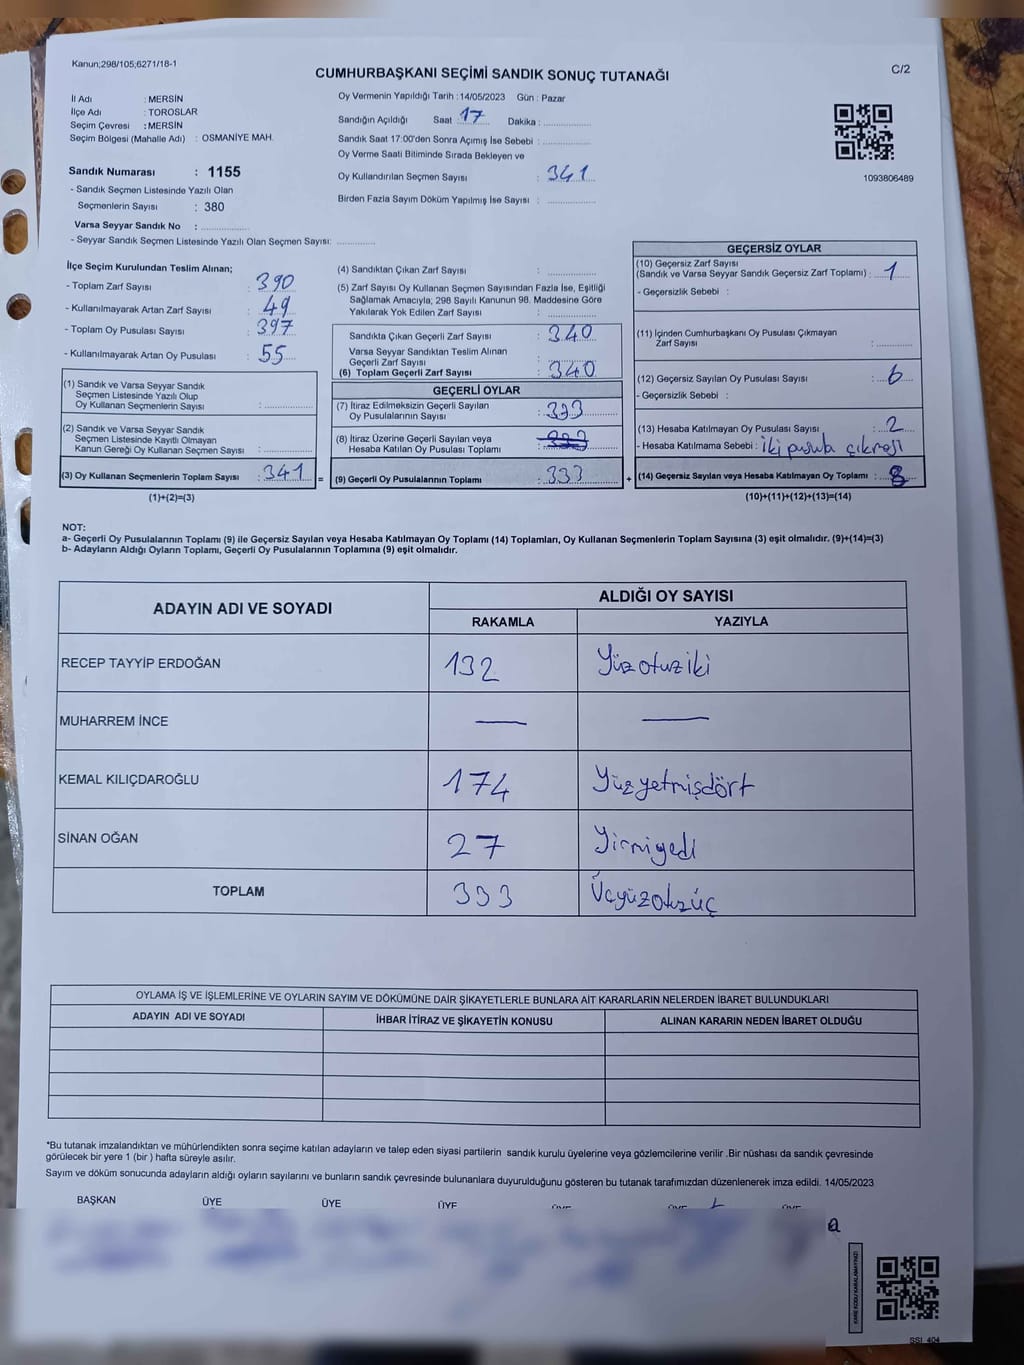 Kanun;298/105;6271/18-1
C/2
CUMHURBAŞKANI SEÇİMİ SANDIK SONUÇ TUTANAĞI
İl Adı : MERSİN
İlçe Adı : TOROSLAR
Seçim Çevresi : MERSİN
Seçim Bölgesi (Mahalle Adı) : OSMANİYE MAH.
Sandık Numarası : 1155
- Sandık Seçmen Listesinde Yazılı Olan
Seçmenlerin Sayısı : 380
Varsa Seyyar Sandık No :
- Seyyar Sandık Seçmen Listesinde Yazılı Olan Seçmen Sayısı:
Oy Vermenin Yapıldığı Tarih :14/05/2023 Gün : Pazar
Sandığın Açıldığı Saat 17 Dakika :
Sandık Saat 17:00'den Sonra Açımış İse Sebebi :
Oy Verme Saati Bitiminde Sırada Bekleyen ve
Oy Kullandırılan Seçmen Sayısı : 341
Birden Fazla Sayım Döküm Yapılmış İse Sayısı :
1093806489
İlçe Seçim Kurulundan Teslim Alınan;
- Toplam Zarf Sayısı : 390
- Kullanılmayarak Artan Zarf Sayısı : 49
- Toplam Oy Pusulası Sayısı : 397
- Kullanılmayarak Artan Oy Pusulası : 55
(1) Sandık ve Varsa Seyyar Sandık
Seçmen Listesinde Yazılı Olup
Oy Kullanan Seçmenlerin Sayısı :
(2) Sandık ve Varsa Seyyar Sandık
Seçmen Listesinde Kayıtlı Olmayan
Kanun Gereği Oy Kullanan Seçmen Sayısı :
(3) Oy Kullanan Seçmenlerin Toplam Sayısı : 341 =
(1)+(2)=(3)
(4) Sandıktan Çıkan Zarf Sayısı :
(5) Zarf Sayısı Oy Kullanan Seçmen Sayısından Fazla İse, Eşitliği
Sağlamak Amacıyla; 298 Sayılı Kanunun 98. Maddesine Göre
Yakılarak Yok Edilen Zarf Sayısı :
Sandıkta Çıkan Geçerli Zarf Sayısı : 340
Varsa Seyyar Sandıktan Teslim Alınan
Geçerli Zarf Sayısı :
(6) Toplam Geçerli Zarf Sayısı : 340
GEÇERLİ OYLAR
(7) İtiraz Edilmeksizin Geçerli Sayılan
Oy Pusulalarının Sayısı : 333
(8) İtiraz Üzerine Geçerli Sayılan veya
Hesaba Katılan Oy Pusulası Toplamı :
(9) Geçerli Oy Pusulalarının Toplamı : 333 +
GEÇERSİZ OYLAR
(10) Geçersiz Zarf Sayısı
(Sandık ve Varsa Seyyar Sandık Geçersiz Zarf Toplamı) : 1
- Geçersizlik Sebebi :
(11) İçinden Cumhurbaşkanı Oy Pusulası Çıkmayan
Zarf Sayısı :
(12) Geçersiz Sayılan Oy Pusulası Sayısı : 6
- Geçersizlik Sebebi :
(13) Hesaba Katılmayan Oy Pusulası Sayısı : 2
- Hesaba Katılmama Sebebi : İki pusula çıkması
(14) Geçersiz Sayılan veya Hesaba Katılmayan Oy Toplamı : 8
(10)+(11)+(12)+(13)=(14)
NOT:
a- Geçerli Oy Pusulalarının Toplamı (9) ile Geçersiz Sayılan veya Hesaba Katılmayan Oy Toplamı (14) Toplamları, Oy Kullanan Seçmenlerin Toplam Sayısına (3) eşit olmalıdır. (9)+(14)=(3)
b- Adayların Aldığı Oyların Toplamı, Geçerli Oy Pusulalarının Toplamına (9) eşit olmalıdır.
ADAYIN ADI VE SOYADI
ALDIĞI OY SAYISI
RAKAMLA YAZIYLA
RECEP TAYYİP ERDOĞAN 132 Yüzotuziki
MUHARREM İNCE — —
KEMAL KILIÇDAROĞLU 174 Yüzyetmişdört
SİNAN OĞAN 27 Yirmiyedi
TOPLAM 333 Üçyüzotuzüç
OYLAMA İŞ VE İŞLEMLERİNE VE OYLARIN SAYIM VE DÖKÜMÜNE DAİR ŞİKAYETLERLE BUNLARA AİT KARARLARIN NELERDEN İBARET BULUNDUKLARI
ADAYIN ADI VE SOYADI İHBAR İTİRAZ VE ŞİKAYETİN KONUSU ALINAN KARARIN NEDEN İBARET OLDUĞU
*Bu tutanak imzalandıktan ve mühürlendikten sonra seçime katılan adayların ve talep eden siyasi partilerin sandık kurulu üyelerine veya gözlemcilerine verilir .Bir nüshası da sandık çevresinde
görülecek bir yere 1 (bir ) hafta süreyle asılır.
Sayım ve döküm sonucunda adayların aldığı oyların sayılarını ve bunların sandık çevresinde bulunanlara duyurulduğunu gösteren bu tutanak tarafımızdan düzenlenerek imza edildi. 14/05/2023
BAŞKAN ÜYE ÜYE ÜYE
KARE KODU KARALAMAYINIZ!
SSİ 404